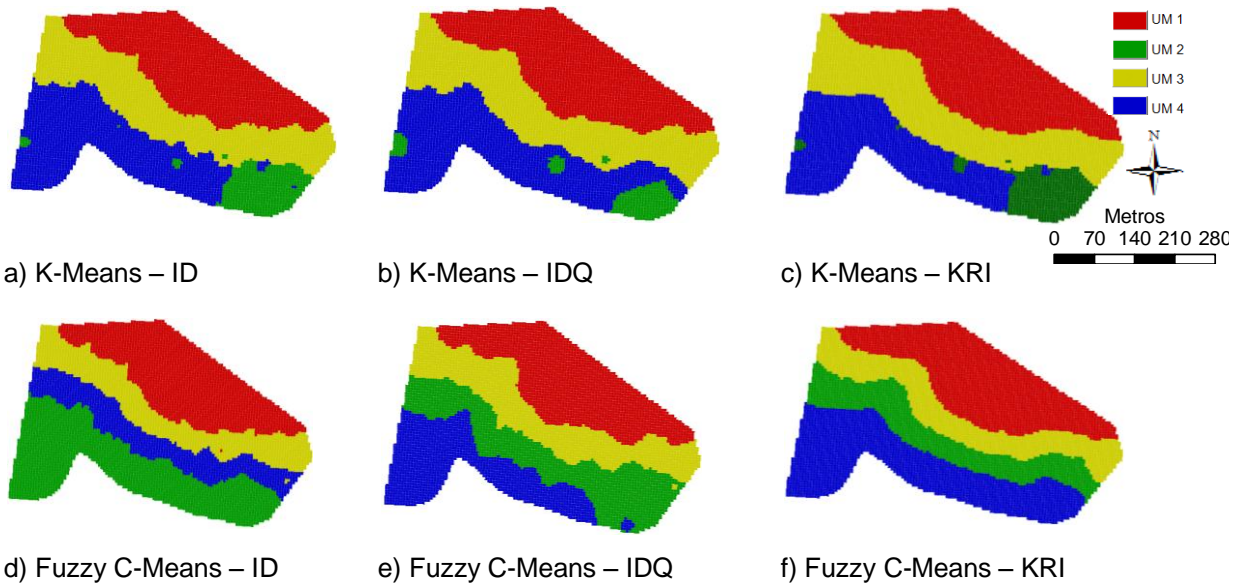 UM 1
UM 2
UM 3
UM 4
N
Metros
0 70 140 210 280
a) K-Means – ID
b) K-Means – IDQ
c) K-Means – KRI
d) Fuzzy C-Means – ID
e) Fuzzy C-Means – IDQ
f) Fuzzy C-Means – KRI